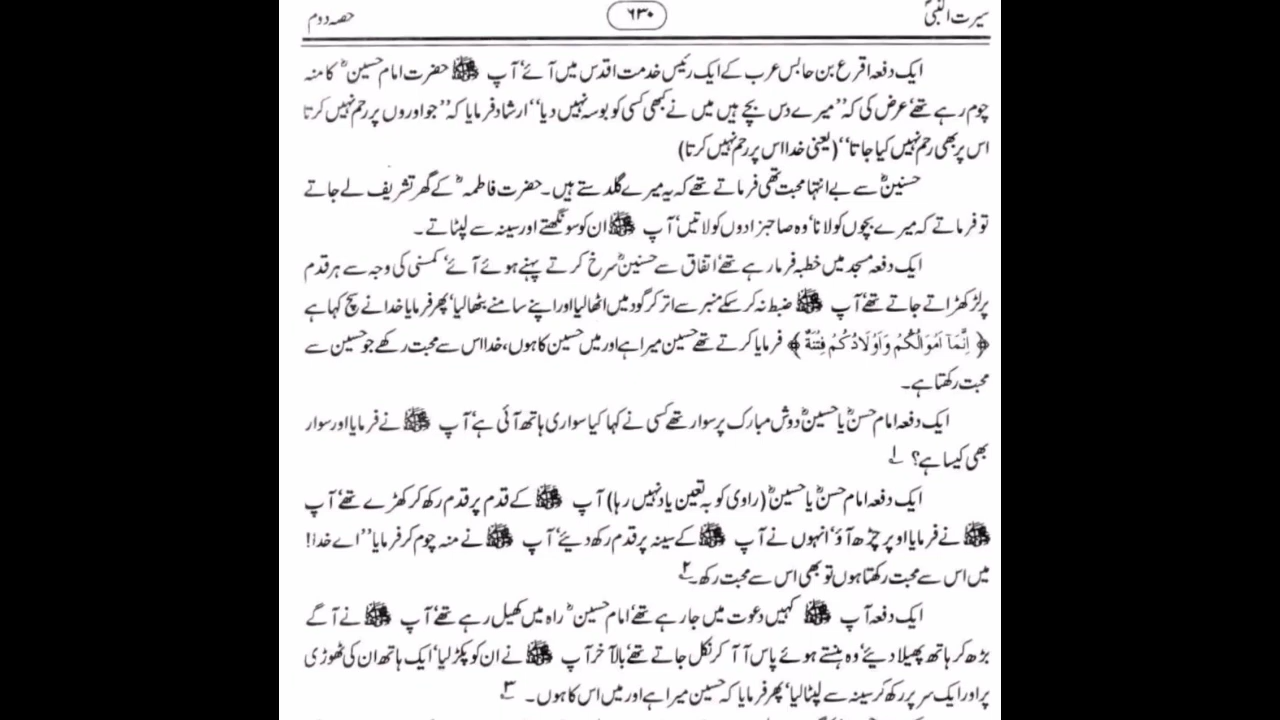 سیرت النبیؐ ۶۳۰ حصہ دوم
ایک دفعہ اقرع بن حابس عرب کے ایک رئیس خدمت اقدس میں آئے‘ آپ ﷺ حضرت امام حسینؓ کا منہ
چوم رہے تھے‘ عرض کی کہ ”میرے دس بچے ہیں میں نے کبھی کسی کو بوسہ نہیں دیا“ ارشاد فرمایا کہ ”جو اوروں پر رحم نہیں کرتا
اس پر بھی رحم نہیں کیا جاتا“ (یعنی خدا اس پر رحم نہیں کرتا)
حسنینؓ سے بے انتہا محبت تھی فرماتے تھے کہ یہ میرے گلدستے ہیں۔ حضرت فاطمہؓ کے گھر تشریف لے جاتے
تو فرماتے کہ میرے بچوں کو لانا‘ وہ صاحبزادوں کو لاتیں‘ آپ ﷺ ان کو سونگھتے اور سینہ سے لپٹاتے۔
ایک دفعہ مسجد میں خطبہ فرما رہے تھے‘ اتفاق سے حسنینؓ سرخ کرتے پہنے ہوئے آئے‘ کمسنی کی وجہ سے ہر قدم
پر لڑکھڑاتے جاتے تھے‘ آپ ﷺ ضبط نہ کر سکے منبر سے اتر کر گود میں اٹھا لیا اور اپنے سامنے بٹھا لیا‘ پھر فرمایا خدا نے سچ کہا ہے
﴿ اِنَّمَآ اَمْوَالُكُمْ وَاَوْلَادُكُمْ فِتْنَةٌ ﴾ فرمایا کرتے تھے حسین میرا ہے اور میں حسین کا ہوں، خدا اس سے محبت رکھے جو حسین سے
محبت رکھتا ہے۔
ایک دفعہ امام حسنؓ یا حسینؓ دوش مبارک پر سوار تھے کسی نے کہا کیا سواری ہاتھ آئی ہے‘ آپ ﷺ نے فرمایا اور سوار
بھی کیسا ہے؟ ۱
ایک دفعہ امام حسنؓ یا حسینؓ (راوی کو بہ تعین یاد نہیں رہا) آپ ﷺ کے قدم پر قدم رکھ کر کھڑے تھے‘ آپ
ﷺ نے فرمایا اوپر چڑھ آؤ‘ انہوں نے آپ ﷺ کے سینہ پر قدم رکھ دیئے‘ آپ ﷺ نے منہ چوم کر فرمایا ”اے خدا!
میں اس سے محبت رکھتا ہوں تو بھی اس سے محبت رکھ۔ ۲
ایک دفعہ آپ ﷺ کہیں دعوت میں جا رہے تھے‘ امام حسینؓ راہ میں کھیل رہے تھے‘ آپ ﷺ نے آگے
بڑھ کر ہاتھ پھیلا دیئے‘ وہ ہنستے ہوئے پاس آ آ کر نکل جاتے تھے‘ بالآخر آپ ﷺ نے ان کو پکڑ لیا‘ ایک ہاتھ ان کی ٹھوڑی
پر اور ایک سر پر رکھ کر سینہ سے لپٹا لیا‘ پھر فرمایا کہ حسین میرا ہے اور میں اس کا ہوں۔ ۳